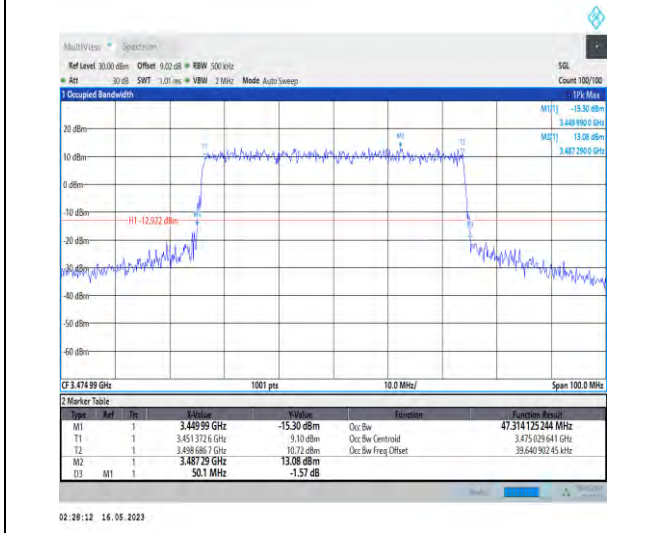 MultiView Spectrum
Ref Level 30.00 dBm Offset 9.02 dB RBW 500 kHz SGL
Att 30 dB SWT 1.01 ms VBW 2 MHz Mode Auto Sweep Count 100/100
1 Occupied Bandwidth 1Pk Max
M1[1] -15.30 dBm
3.449 990 0 GHz
M2[1] 13.08 dBm
3.487 290 0 GHz
20 dBm
10 dBm
0 dBm
-10 dBm
H1 -12.922 dBm
-20 dBm
-30 dBm
-40 dBm
-50 dBm
-60 dBm
T1
M2
T2
CF 3.474 99 GHz 1001 pts 10.0 MHz/ Span 100.0 MHz
2 Marker Table
Type Ref Trc X-Value Y-Value Function Function Result
M1 1 3.449 99 GHz -15.30 dBm Occ Bw 47.314 125 244 MHz
T1 1 3.451 372 6 GHz 9.10 dBm Occ Bw Centroid 3.475 029 641 GHz
T2 1 3.498 686 7 GHz 10.72 dBm Occ Bw Freq Offset 39.640 902 45 kHz
M2 1 3.487 29 GHz 13.08 dBm
D3 M1 1 50.1 MHz -1.57 dB
02:28:12 16.05.2023